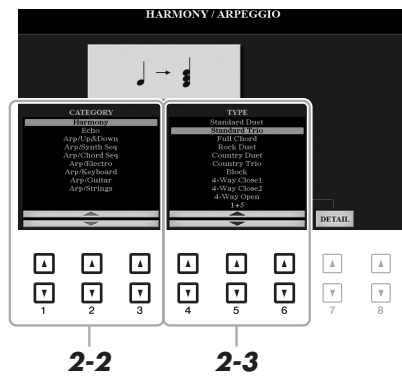 HARMONY / ARPEGGIO
CATEGORY
Harmony
Echo
Arp/Up&Down
Arp/Synth Seq
Arp/Chord Seq
Arp/Electro
Arp/Keyboard
Arp/Guitar
Arp/Strings
TYPE
Standard Duet
Standard Trio
Full Chord
Rock Duet
Country Duet
Country Trio
Block
4-Way Close1
4-Way Close2
4-Way Open
1+5
DETAIL
1 2 3 4 5 6 7 8
2-2 2-3